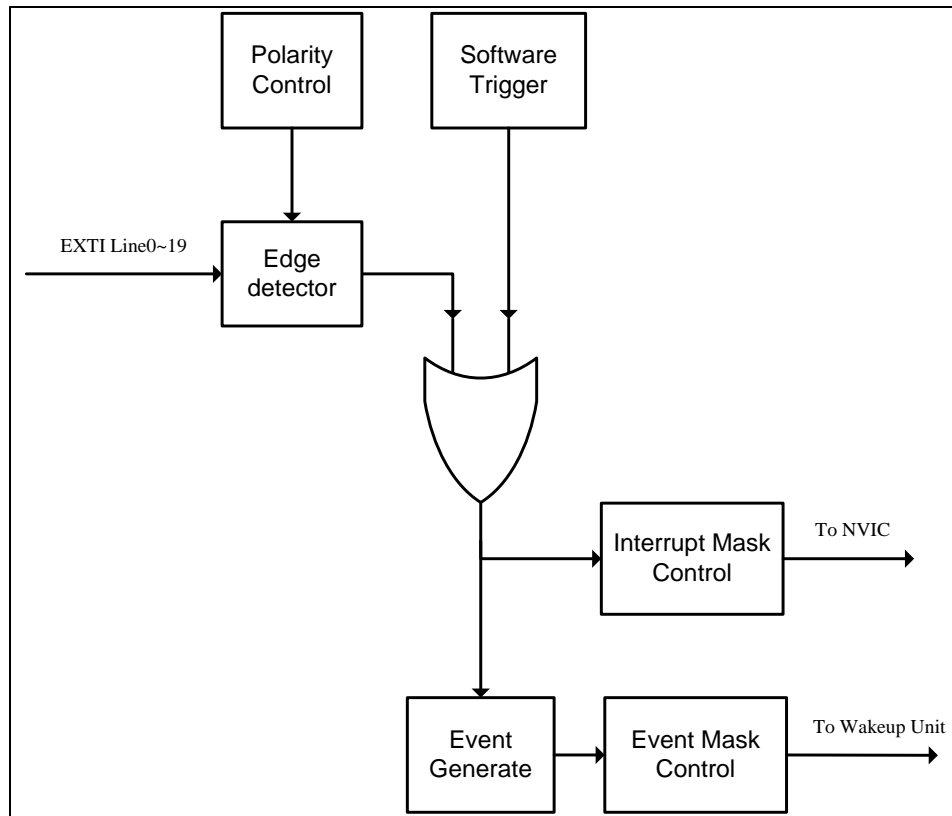 Polarity
Control
Software
Trigger
EXTI Line0~19
Edge
detector
To NVIC
Interrupt Mask
Control
To Wakeup Unit
Event
Generate
Event Mask
Control